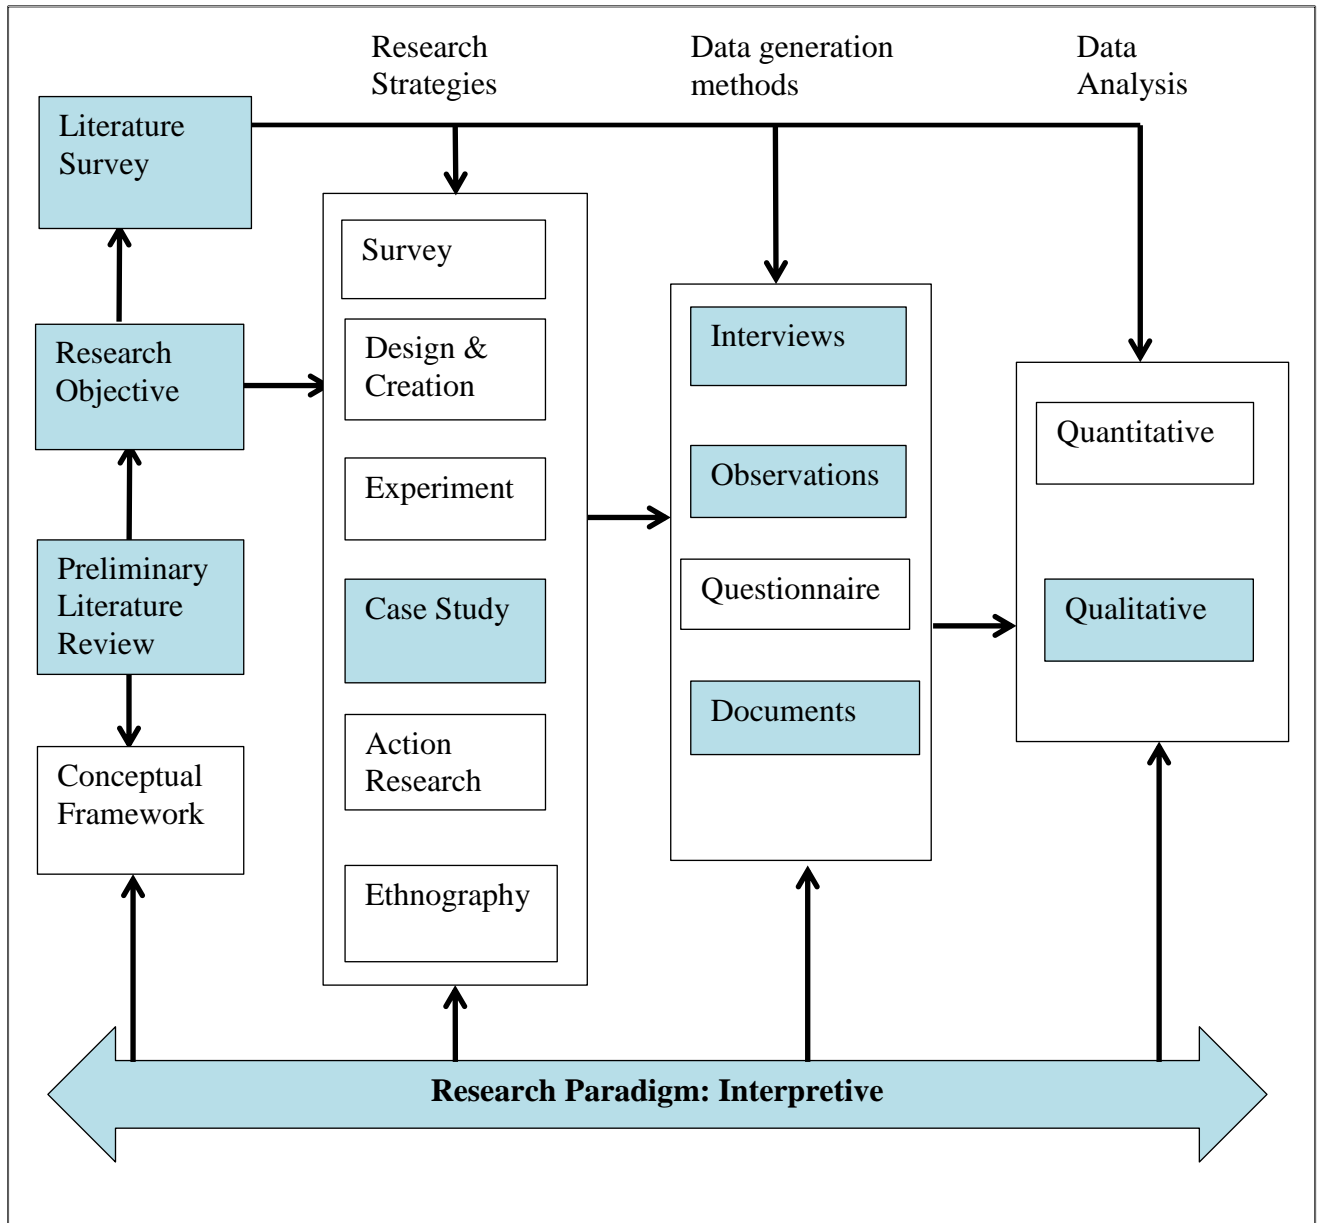 Research
Strategies
Data generation
methods
Data
Analysis
Literature
Survey
Research
Objective
Preliminary
Literature
Review
Conceptual
Framework
Survey
Design &
Creation
Experiment
Case Study
Action
Research
Ethnography
Interviews
Observations
Questionnaire
Documents
Quantitative
Qualitative
Research Paradigm: Interpretive